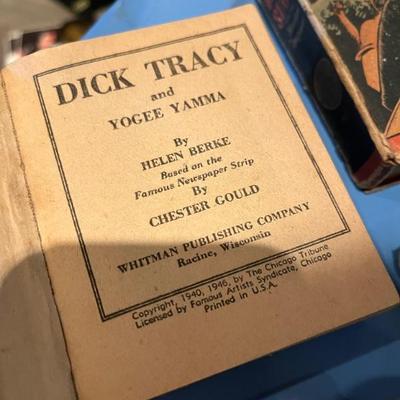 DICK TRACY
and
YOGEE YAMMA
By
HELEN BERKE
Based on the
Famous Newspaper Strip
By
CHESTER GOULD
WHITMAN PUBLISHING COMPANY
Racine, Wisconsin
Copyright, 1940, 1946, by The Chicago Tribune
Licensed by Famous Artists Syndicate, Chicago
Printed in U.S.A.